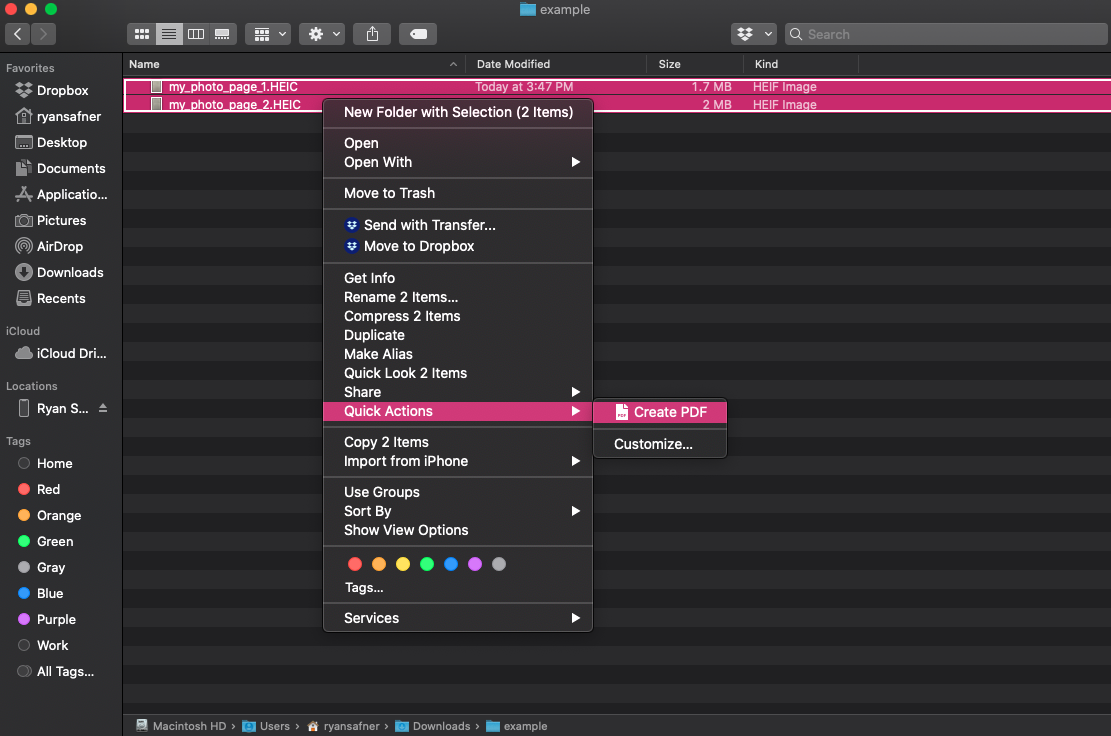 example
Search
Favorites
Dropbox
ryansafner
Desktop
Documents
Applicatio...
Pictures
AirDrop
Downloads
Recents
iCloud
iCloud Dri...
Locations
Ryan S...
Tags
Home
Red
Orange
Green
Gray
Blue
Purple
Work
All Tags...
Name Date Modified Size Kind
my_photo_page_1.HEIC Today at 3:47 PM 1.7 MB HEIF Image
my_photo_page_2.HEIC 2 MB HEIF Image
New Folder with Selection (2 Items)
Open
Open With
Move to Trash
Send with Transfer...
Move to Dropbox
Get Info
Rename 2 Items...
Compress 2 Items
Duplicate
Make Alias
Quick Look 2 Items
Share
Quick Actions
Create PDF
Customize...
Copy 2 Items
Import from iPhone
Use Groups
Sort By
Show View Options
Tags...
Services
Macintosh HD › Users › ryansafner › Downloads › example